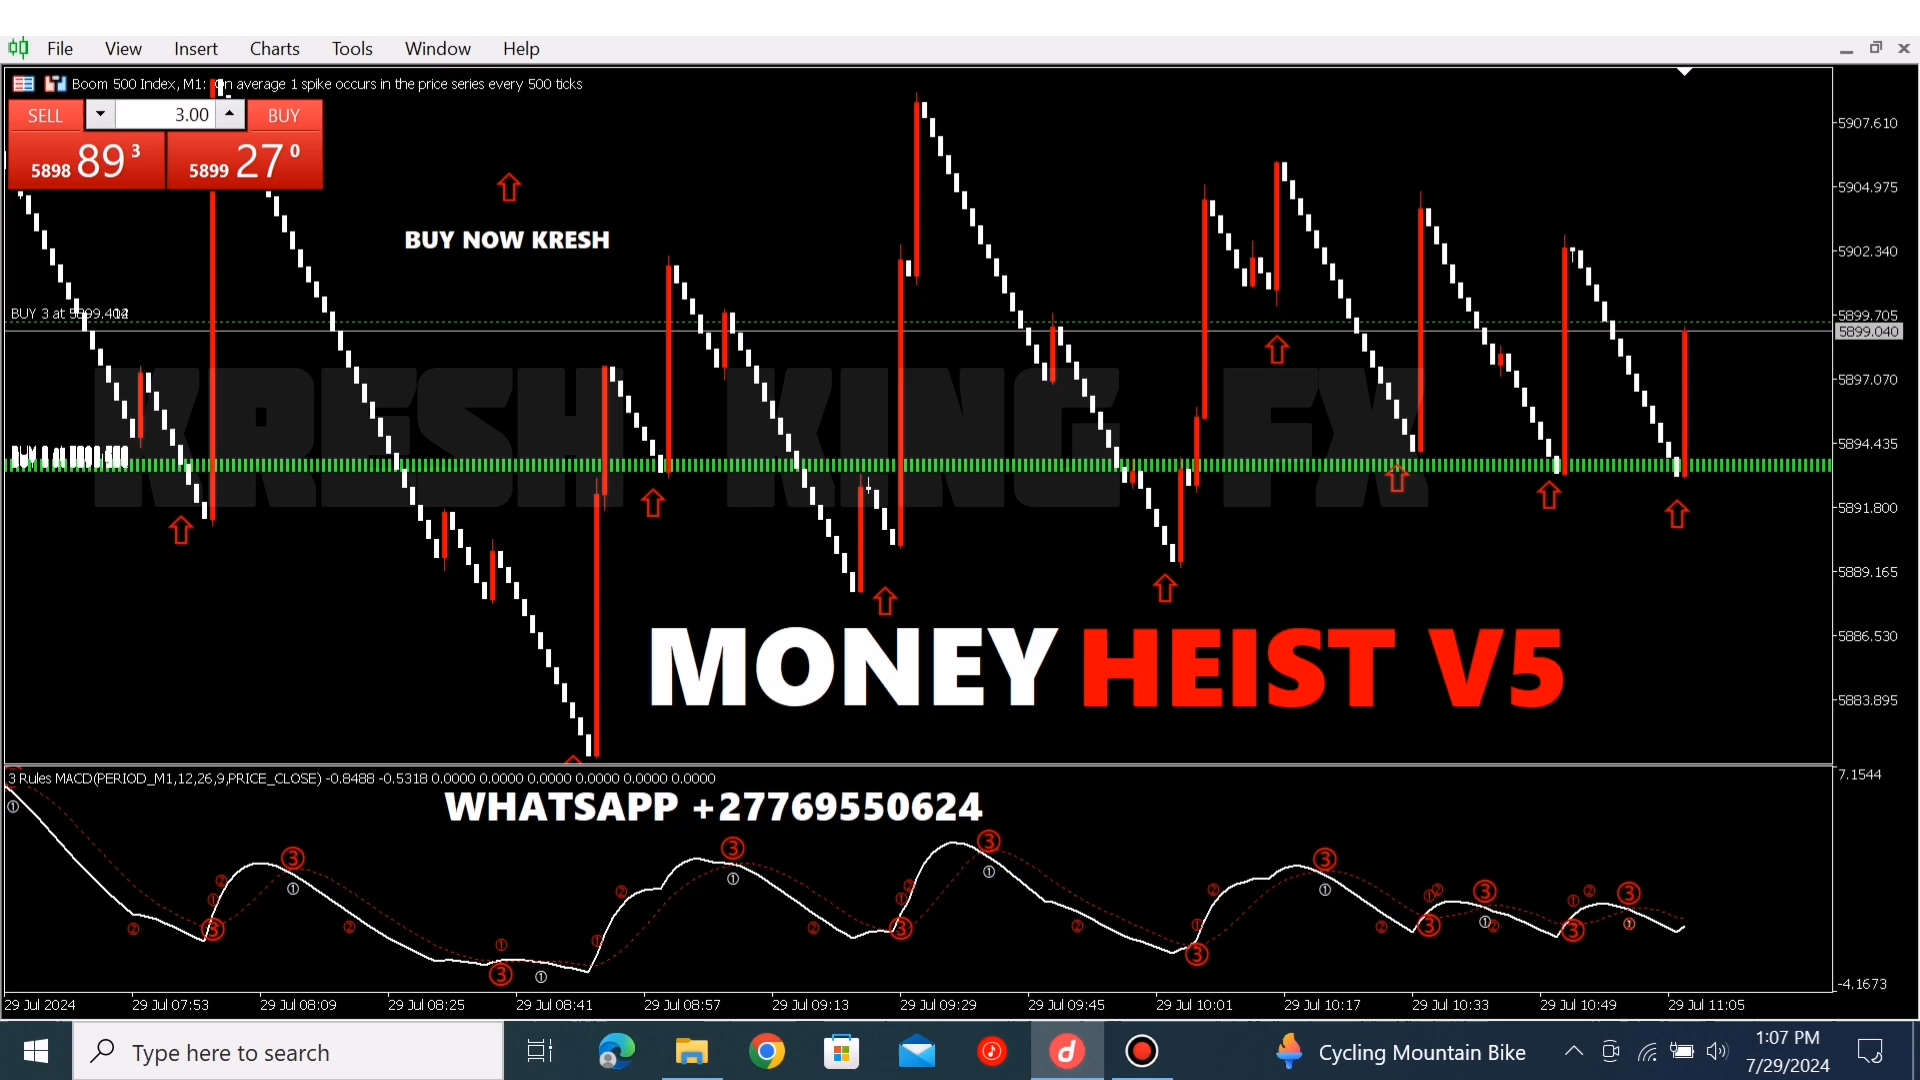 File View Insert Charts Tools Window Help
Boom 500 Index, M1: On average 1 spike occurs in the price series every 500 ticks
SELL 3.00 BUY
5898 89 3 5899 27 0
BUY NOW KRESH
BUY 3 at
KRESH KING FX
MONEY HEIST V5
5907.610
5904.975
5902.340
5899.705
5899.040
5897.070
5894.435
5891.800
5889.165
5886.530
5883.895
3 Rules MACD(PERIOD_M1,12,26,9,PRICE_CLOSE) -0.8488 -0.5318 0.0000 0.0000 0.0000 0.0000 0.0000 0.0000
7.1544
WHATSAPP +27769550624
-4.1673
29 Jul 2024 29 Jul 07:53 29 Jul 08:09 29 Jul 08:25 29 Jul 08:41 29 Jul 08:57 29 Jul 09:13 29 Jul 09:29 29 Jul 09:45 29 Jul 10:01 29 Jul 10:17 29 Jul 10:33 29 Jul 10:49 29 Jul 11:05
Type here to search
Cycling Mountain Bike
1:07 PM
7/29/2024